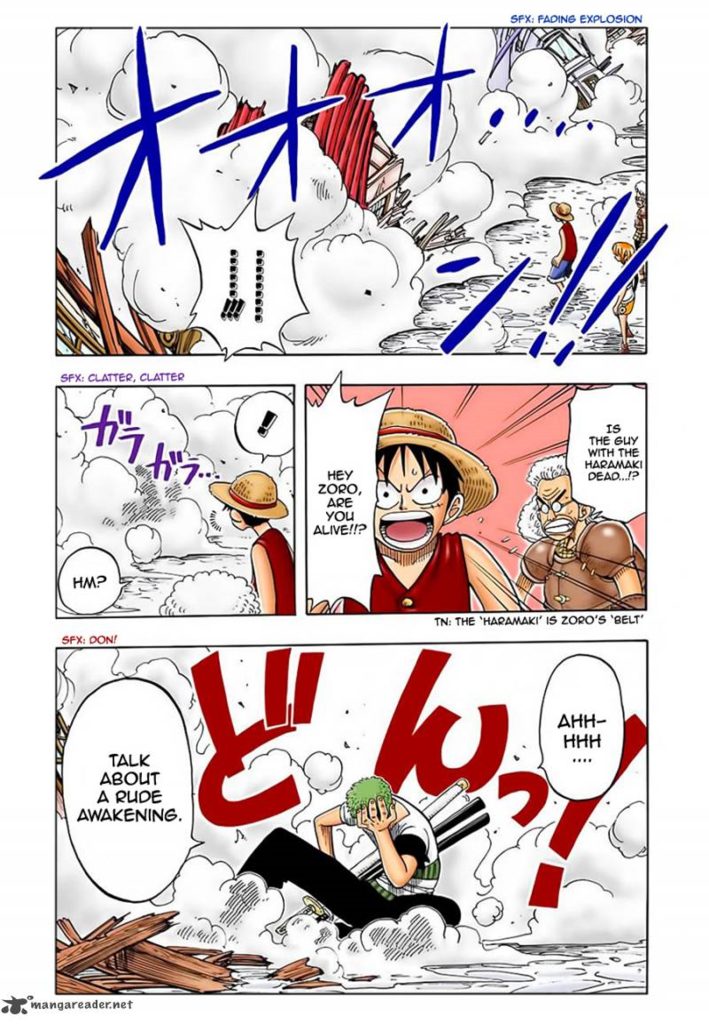 SFX: FADING EXPLOSION
オオオ....ン!!
!!
SFX: CLATTER, CLATTER
IS
THE GUY
WITH THE
HARAMAKI
DEAD...!?
HEY
ZORO,
ARE
YOU
ALIVE!!?
!
ガラ
ガラ...
HM?
TN: THE 'HARAMAKI' IS ZORO'S 'BELT'
SFX: DON!
どんっ!
AHH-
HHH
....
TALK
ABOUT
A RUDE
AWAKENING.
mangareader.net